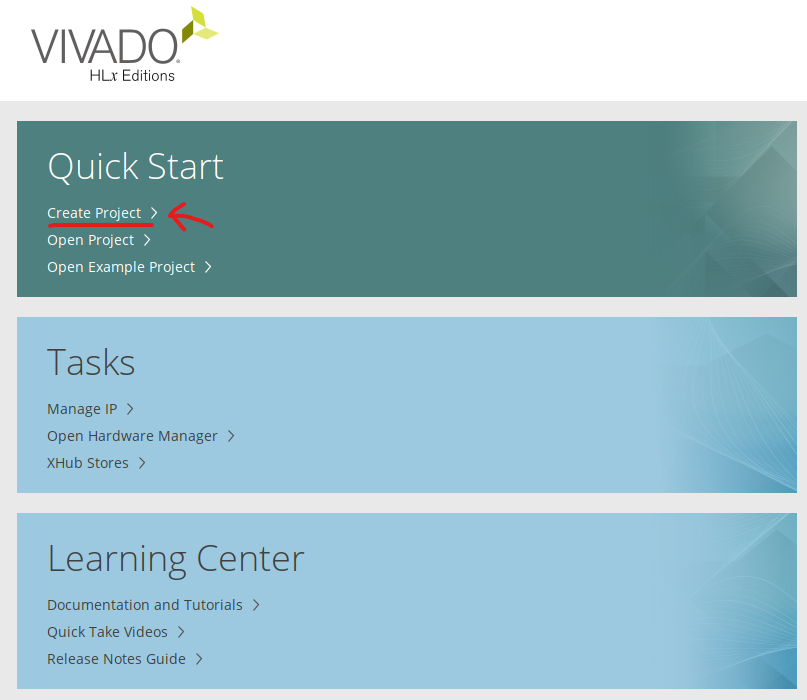 VIVADO®
HLx Editions
Quick Start
Create Project >
Open Project >
Open Example Project >
Tasks
Manage IP >
Open Hardware Manager >
XHub Stores >
Learning Center
Documentation and Tutorials >
Quick Take Videos >
Release Notes Guide >